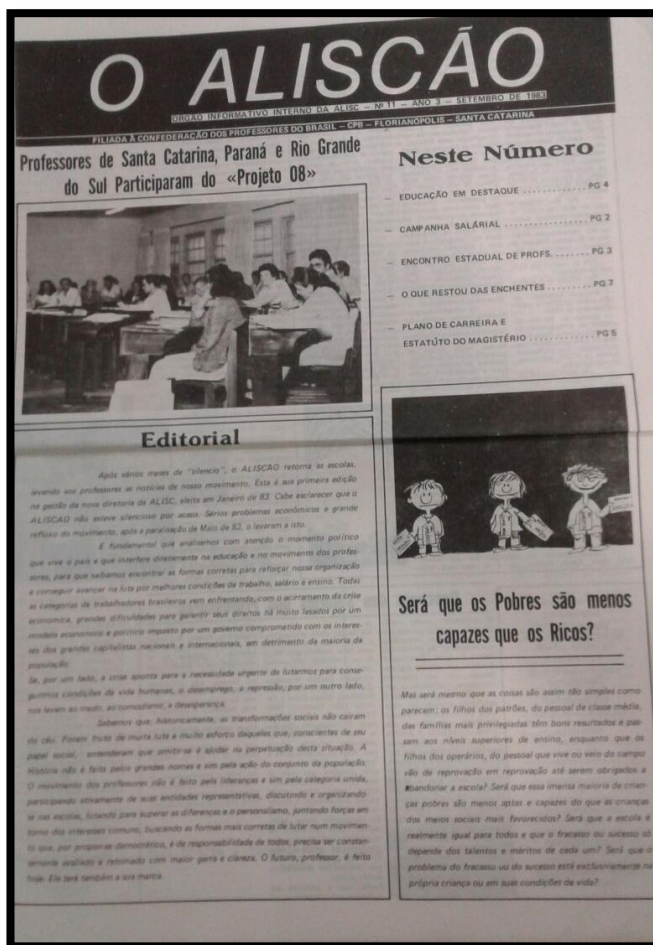 O ALISCÃO
ORGÃO INFORMATIVO INTERNO DA ALISC – Nº 11 – ANO 3 – SETEMBRO DE 1983
FILIADA À CONFEDERAÇÃO DOS PROFESSORES DO BRASIL – CPB – FLORIANÓPOLIS – SANTA CATARINA
Professores de Santa Catarina, Paraná e Rio Grande
do Sul Participaram do «Projeto 08»
Neste Número
– EDUCAÇÃO EM DESTAQUE ............ PG 4
– CAMPANHA SALÁRIAL ................ PG 2
– ENCONTRO ESTADUAL DE PROFS. ........ PG 3
– O QUE RESTOU DAS ENCHENTES ......... PG 7
– PLANO DE CARREIRA E
ESTATÚTO DO MAGISTÉRIO ............ PG 5
Editorial
Após vários meses de "silencio", o ALISCAO retorna as escolas,
levando aos professores as notícias de nosso movimento. Esta é sua primeira edição
na gestão da nova diretoria da ALISC, eleita em Janeiro de 83. Cabe esclarecer que o
ALISCAO não esteve silencioso por acaso. Sérios problemas econômicos e grande
refluxo do movimento, após a paralisação de Maio de 82, o levaram a isto.
É fundamental que analisemos com atenção o momento político
que vive o país e que interfere diretamente na educação e no movimento dos profes-
sores, para que saibamos encontrar as formas corretas para reforçar nossa organização
e conseguir avançar na luta por melhores condições de trabalho, salário e ensino. Todas
as categorias de trabalhadores brasileiros vem enfrentando, com o acirramento da crise
economica, grandes dificuldades para garantir seus direitos há muito lesados por um
modelo econômico e político imposto por um governo comprometido com os interes-
ses dos grandes capitalistas nacionais e internacionais, em detrimento da maioria da
população.
Se, por um lado, a crise aponta para a necessidade urgente de lutarmos para conse-
guirmos condições de vida humanas, o desemprego, a repressão, por um outro lado,
nos levam ao medo, ao comodismo, a desesperança.
Sabemos que, historicamente, as transformações sociais não cairam
do céu. Foram fruto de muita luta e muito esforço daqueles que, conscientes de seu
papel social, entenderam que omitir-se é ajudar na perpetuação desta situação. A
História não é feita pelos grandes nomes e sim pela ação do conjunto da população.
O movimento dos professores não é feito pela lideranças e sim pela categoria unida,
participando ativamente de suas entidades representativas, discutindo e organizando-
se nas escolas, lutando para superar as diferenças e o personalismo, juntando forças em
torno dos interesses comuns, buscando as formas mais corretas de lutar num movimen-
to que, por propor-se democrático, é de responsabilidade de todos, precisa ser constan-
temente avaliado e retomado com maior garra e clareza. O futuro, professor, é feito
hoje. Ele terá também a sua marca.
Será que os Pobres são menos
capazes que os Ricos?
Mas será mesmo que as coisas são assim tão simples como
parecem: os filhos dos patrões, do pessoal de classe média,
das famílias mais privilegiadas têm bons resultados e pas-
sam aos níveis superiores de ensino, enquanto que os
filhos dos operários, do pessoal que vive ou veio do campo
vão de reprovação em reprovação até serem obrigados a
abandonar a escola? Será que essa imensa maioria de crian-
ças pobres são menos aptas e capazes do que as crianças
dos meios sociais mais favorecidos? Será que a escola é
realmente igual para todos e que o fracasso ou sucesso só
depende dos talentos e méritos de cada um? Será que o
problema do fracasso ou do sucesso está exclusivamente na
própria criança ou em suas condições de vida?